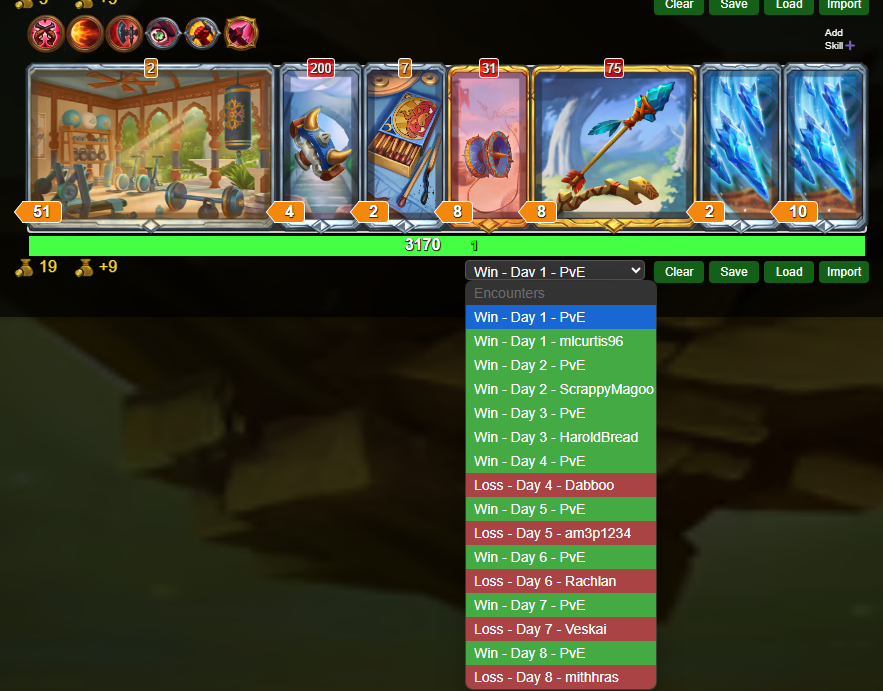 5 +9
Clear Save Load Import
Add
Skill+
2 200 7 31 75
51 4 2 8 8 2 10
3170 1
19 +9
Win - Day 1 - PvE Clear Save Load Import
Encounters
Win - Day 1 - PvE
Win - Day 1 - mlcurtis96
Win - Day 2 - PvE
Win - Day 2 - ScrappyMagoo
Win - Day 3 - PvE
Win - Day 3 - HaroldBread
Win - Day 4 - PvE
Loss - Day 4 - Dabboo
Win - Day 5 - PvE
Loss - Day 5 - am3p1234
Win - Day 6 - PvE
Loss - Day 6 - Rachlan
Win - Day 7 - PvE
Loss - Day 7 - Veskai
Win - Day 8 - PvE
Loss - Day 8 - mithhras